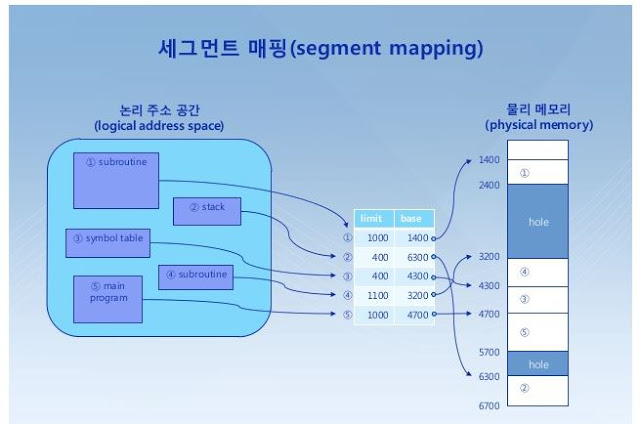 세그먼트 매핑(segment mapping)
논리 주소 공간
(logical address space)
물리 메모리
(physical memory)
① subroutine
② stack
③ symbol table
④ subroutine
⑤ main
program
limit base
① 1000 1400
② 400 6300
③ 400 4300
④ 1100 3200
⑤ 1000 4700
1400
①
2400
hole
3200
④
4300
③
4700
⑤
5700
hole
6300
②
6700